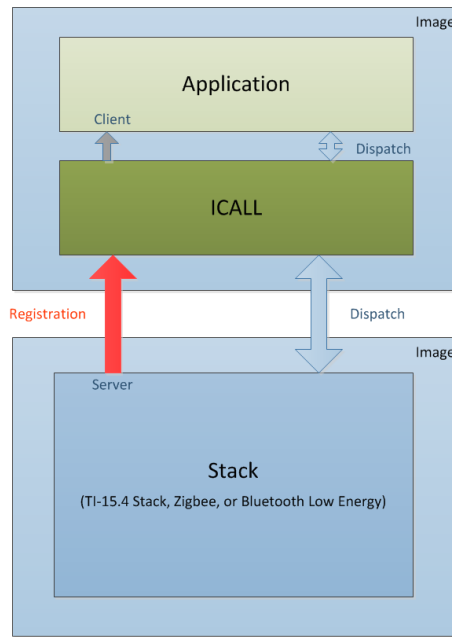 Image
Application
Client
Dispatch
ICALL
Registration
Dispatch
Image
Server
Stack
(TI-15.4 Stack, Zigbee, or Bluetooth Low Energy)